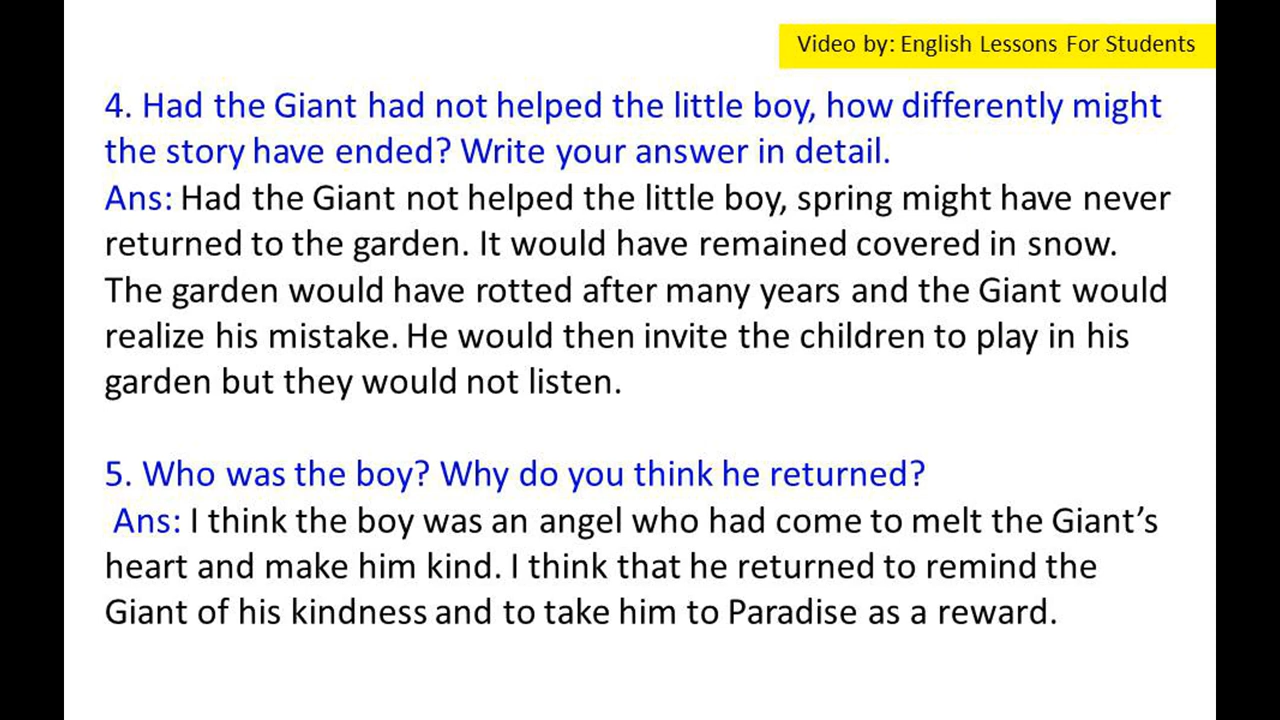 Video by: English Lessons For Students
4. Had the Giant had not helped the little boy, how differently might
the story have ended? Write your answer in detail.
Ans: Had the Giant not helped the little boy, spring might have never
returned to the garden. It would have remained covered in snow.
The garden would have rotted after many years and the Giant would
realize his mistake. He would then invite the children to play in his
garden but they would not listen.
5. Who was the boy? Why do you think he returned?
Ans: I think the boy was an angel who had come to melt the Giant’s
heart and make him kind. I think that he returned to remind the
Giant of his kindness and to take him to Paradise as a reward.